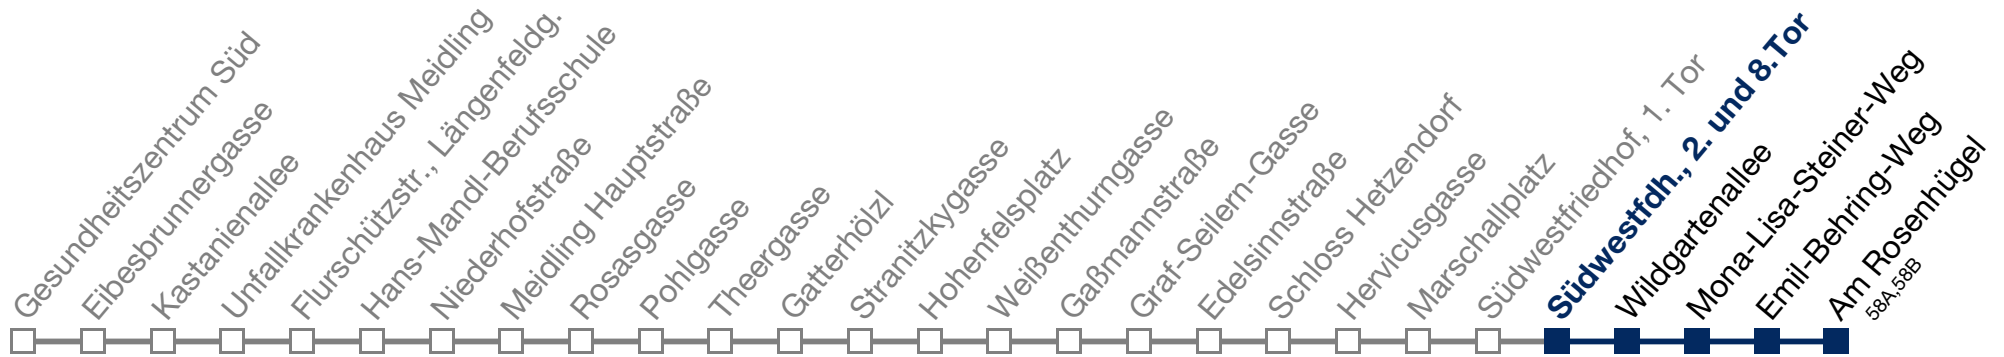 Gesundheitszentrum Süd
Eibesbrunnergasse
Kastanienallee
Unfallkrankenhaus Meidling
Flurschützstr., Längenfeldg.
Hans-Mandl-Berufsschule
Niederhofstraße
Meidling Hauptstraße
Rosasgasse
Pohlgasse
Theergasse
Gatterhölzl
Stranitzkygasse
Hohenfelsplatz
Weißenthurngasse
Gaßmannstraße
Graf-Seilern-Gasse
Edelsinnstraße
Schloss Hetzendorf
Hervicusgasse
Marschallplatz
Südwestfriedhof, 1. Tor
Südwestfdh., 2. und 8.Tor
Wildgartenallee
Mona-Lisa-Steiner-Weg
Emil-Behring-Weg
Am Rosenhügel
58A,58B